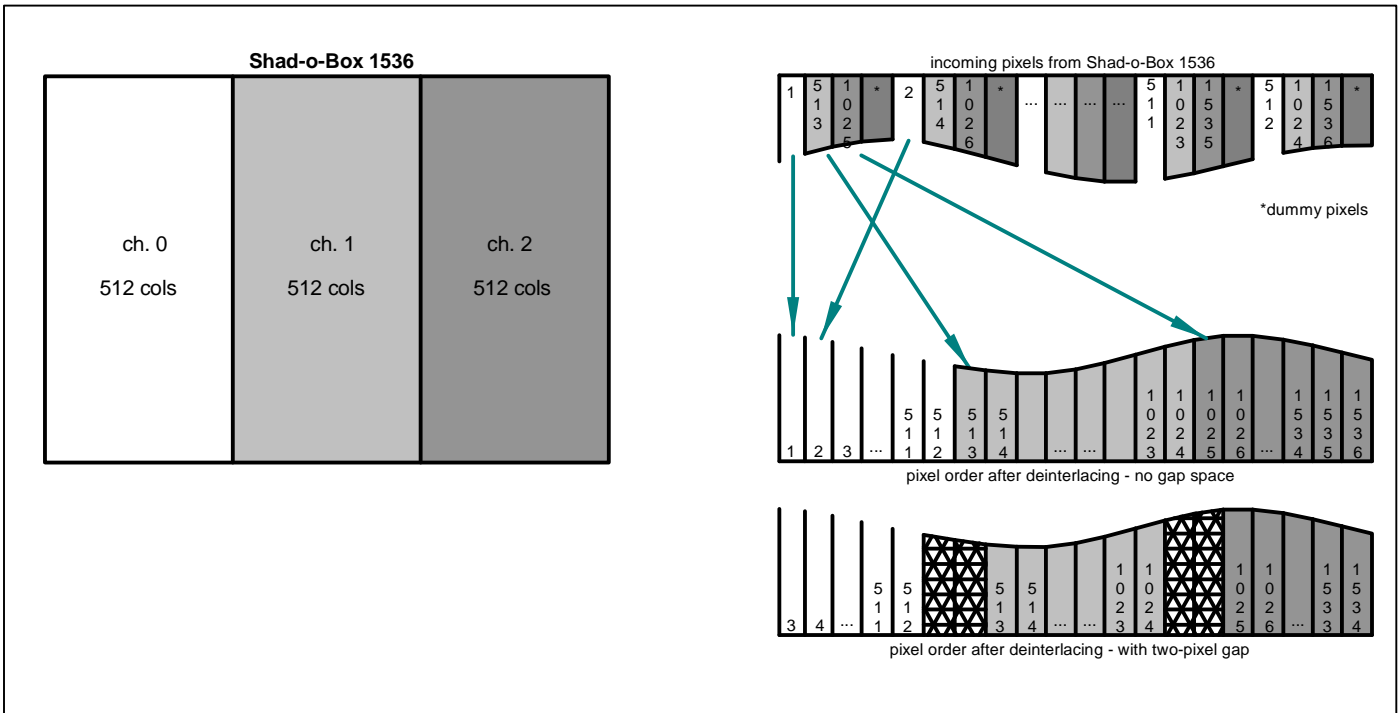 Shad-o-Box 1536
ch. 0
512 cols
ch. 1
512 cols
ch. 2
512 cols
incoming pixels from Shad-o-Box 1536
1 513 1025 * 2 514 1026 * ... ... ... ... 511 1023 1535 * 512 1024 1536 *
*dummy pixels
1 2 3 ... 511 512 513 514 ... ... ... 1023 1024 1025 1026 ... 1534 1535 1536
pixel order after deinterlacing - no gap space
3 4 ... 511 512 513 514 ... ... 1023 1024 1025 1026 ... 1533 1534
pixel order after deinterlacing - with two-pixel gap